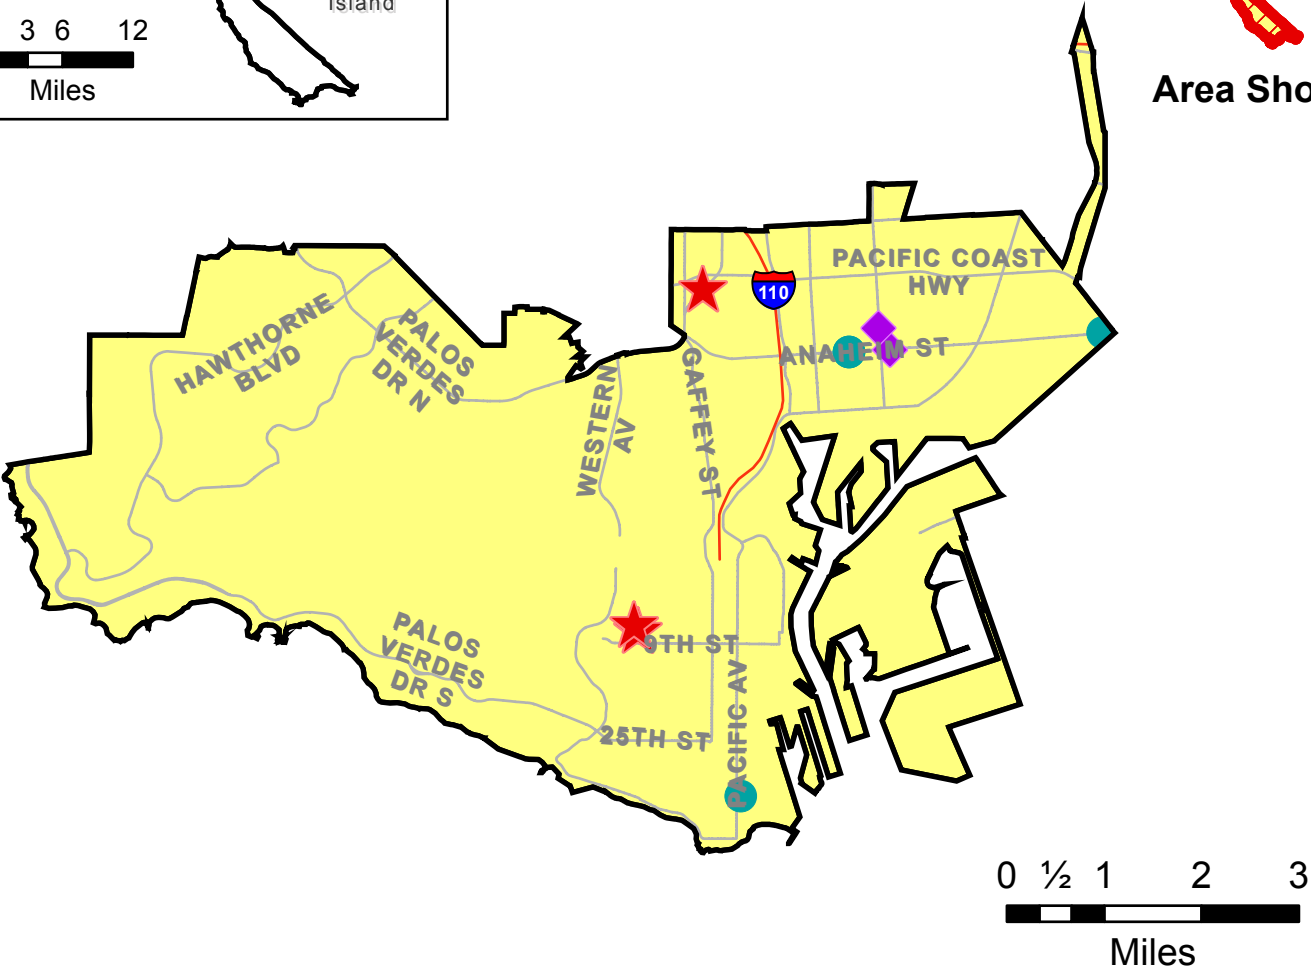 Island
3 6 12
Miles
Area Sho
PACIFIC COAST
HWY
110
ANAHEIM ST
HAWTHORNE
BLVD
PALOS
VERDES
DR N
WESTERN
AV
GAFFEY ST
PALOS
VERDES
DR S
9TH ST
25TH ST
PACIFIC AV
0 ½ 1 2 3
Miles